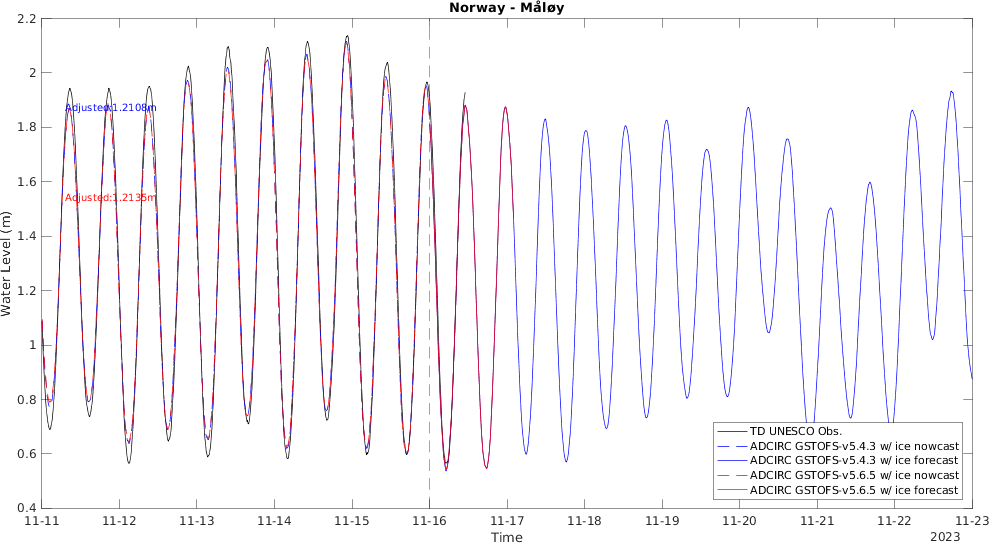 Norway - Måløy
2.2
2
1.8
1.6
1.4
1.2
1
0.8
0.6
0.4
Water Level (m)
Adjusted:1.2108m
Adjusted:1.2135m
TD UNESCO Obs.
ADCIRC GSTOFS-v5.4.3 w/ ice nowcast
ADCIRC GSTOFS-v5.4.3 w/ ice forecast
ADCIRC GSTOFS-v5.6.5 w/ ice nowcast
ADCIRC GSTOFS-v5.6.5 w/ ice forecast
11-11 11-12 11-13 11-14 11-15 11-16 11-17 11-18 11-19 11-20 11-21 11-22 11-23
Time
2023